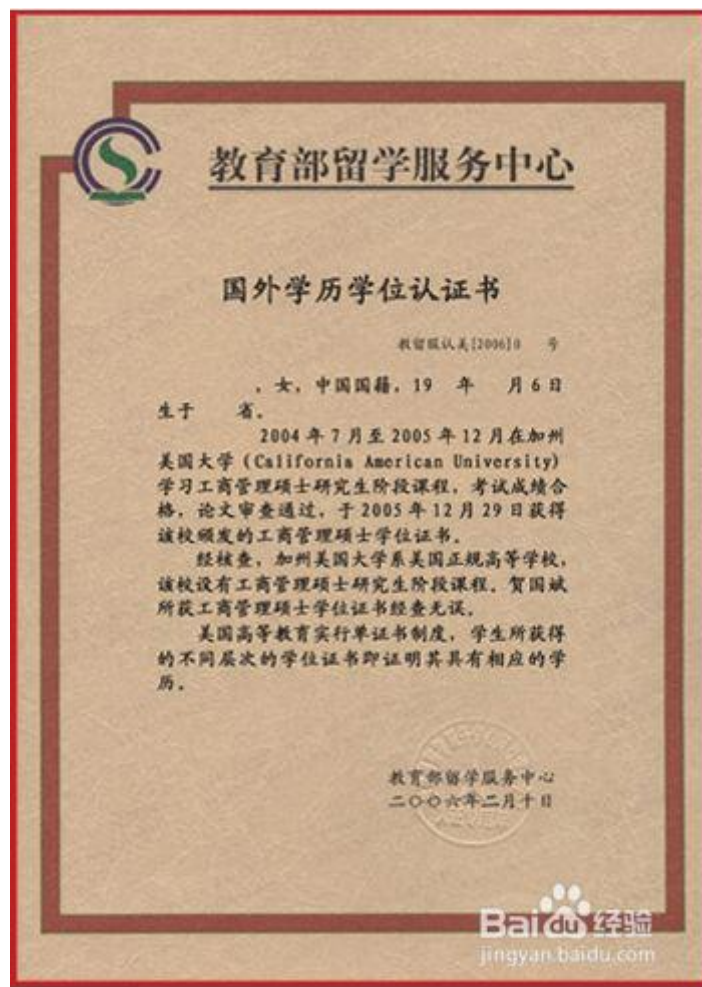 教育部留学服务中心
国外学历学位认证书
教留服认美[2006]0 号
，女，中国国籍，19 年 月6日
生于 省。
2004年7月至2005年12月在加州
美国大学(California American University)
学习工商管理硕士研究生阶段课程，考试成绩合
格，论文审查通过，于2005年12月29日获得
该校颁发的工商管理硕士学位证书。
经核查，加州美国大学系美国正规高等学校，
该校设有工商管理硕士研究生阶段课程。贺国斌
所获工商管理硕士学位证书经查无误。
美国高等教育实行单证书制度，学生所获得
的不同层次的学位证书即证明其具有相应的学
历。
教育部留学服务中心
二〇〇六年二月十日
Baidu 经验
jingyan.baidu.com